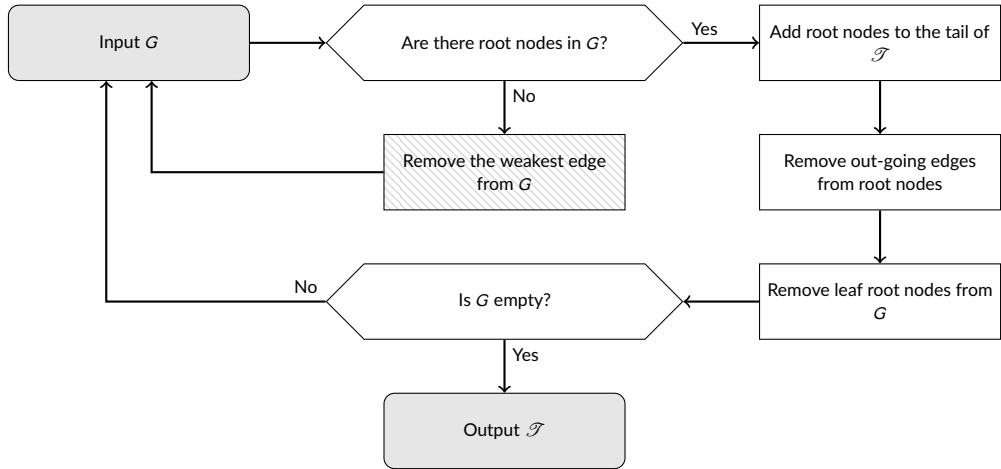 Input G
Are there root nodes in G?
Yes
Add root nodes to the tail of
𝒯
No
Remove the weakest edge
from G
Remove out-going edges
from root nodes
No
Is G empty?
Remove leaf root nodes from
G
Yes
Output 𝒯